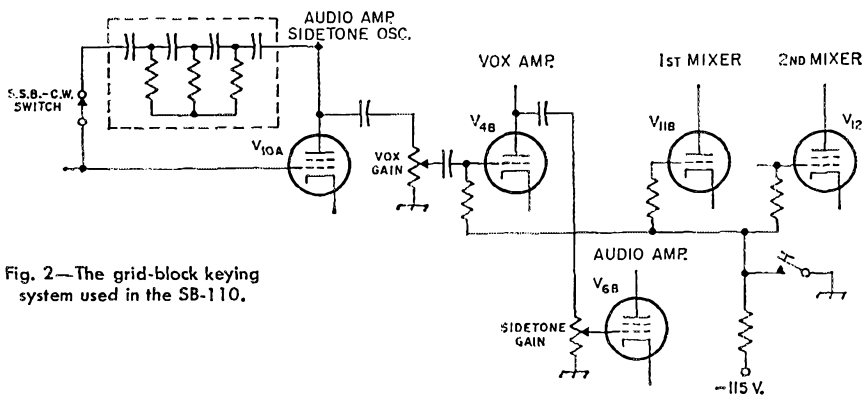 AUDIO AMP.
SIDETONE OSC.
S.S.B.-C.W.
SWITCH
V10A
VOX
GAIN
VOX AMP.
V4B
1ST MIXER
V11B
2ND MIXER
V12
AUDIO AMP.
V6B
SIDETONE
GAIN
-115 V.
Fig. 2—The grid-block keying
system used in the SB-110.